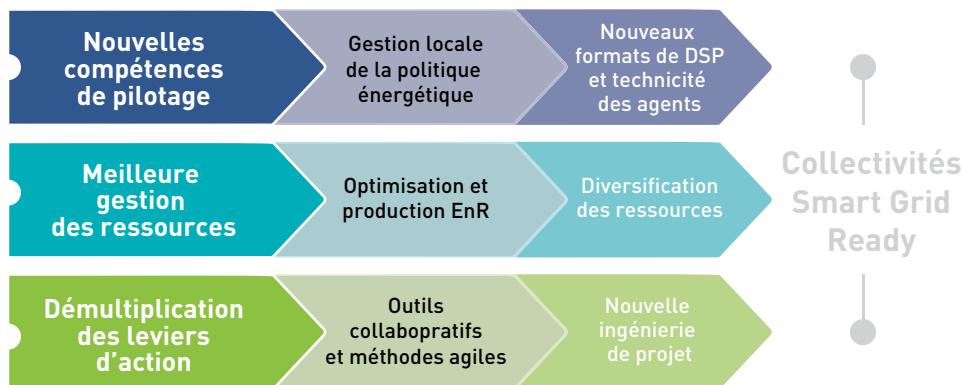 Nouvelles
compétences
de pilotage
Gestion locale
de la politique
énergétique
Nouveaux
formats de DSP
et technicité
des agents
Meilleure
gestion
des ressources
Optimisation et
production EnR
Diversification
des ressources
Démultiplication
des leviers
d'action
Outils
collabopratifs
et méthodes agiles
Nouvelle
ingénierie
de projet
Collectivités
Smart Grid
Ready